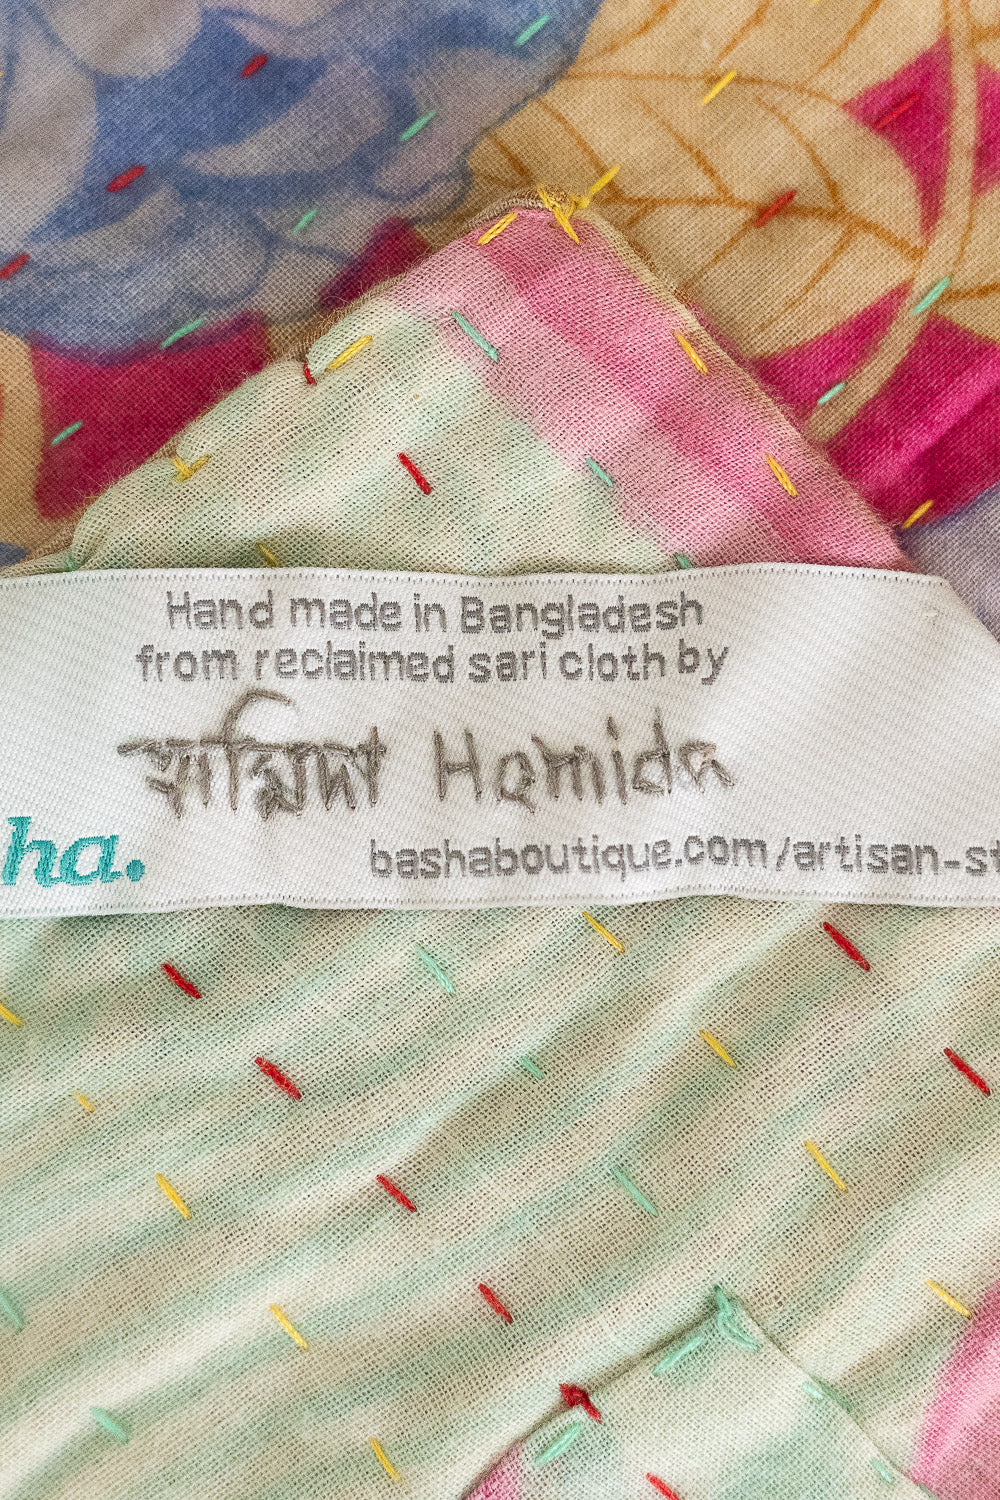 Hand made in Bangladesh
from reclaimed sari cloth by
হামিদা Hamida
ha.
bashaboutique.com/artisan-st